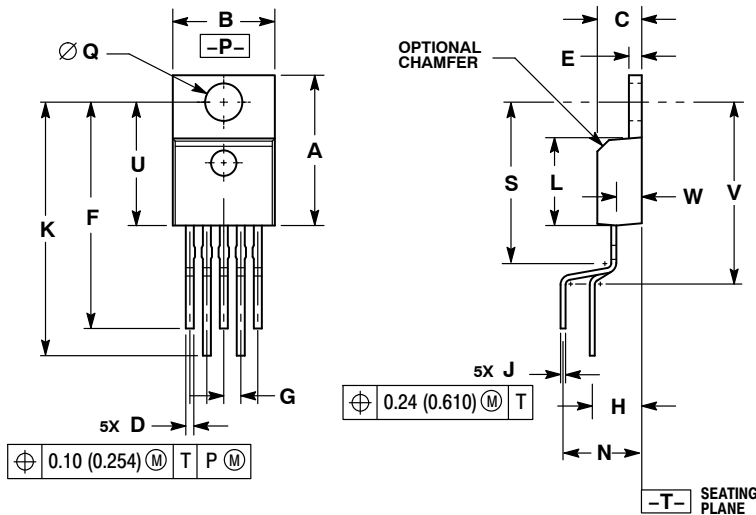 B
C
–P–
OPTIONAL
CHAMFER
E
∅ Q
A
U
S
L
W
V
F
K
G
5X J
5X D
⌖ 0.24 (0.610) Ⓜ T
H
⌖ 0.10 (0.254) Ⓜ T P Ⓜ
N
–T– SEATING
PLANE